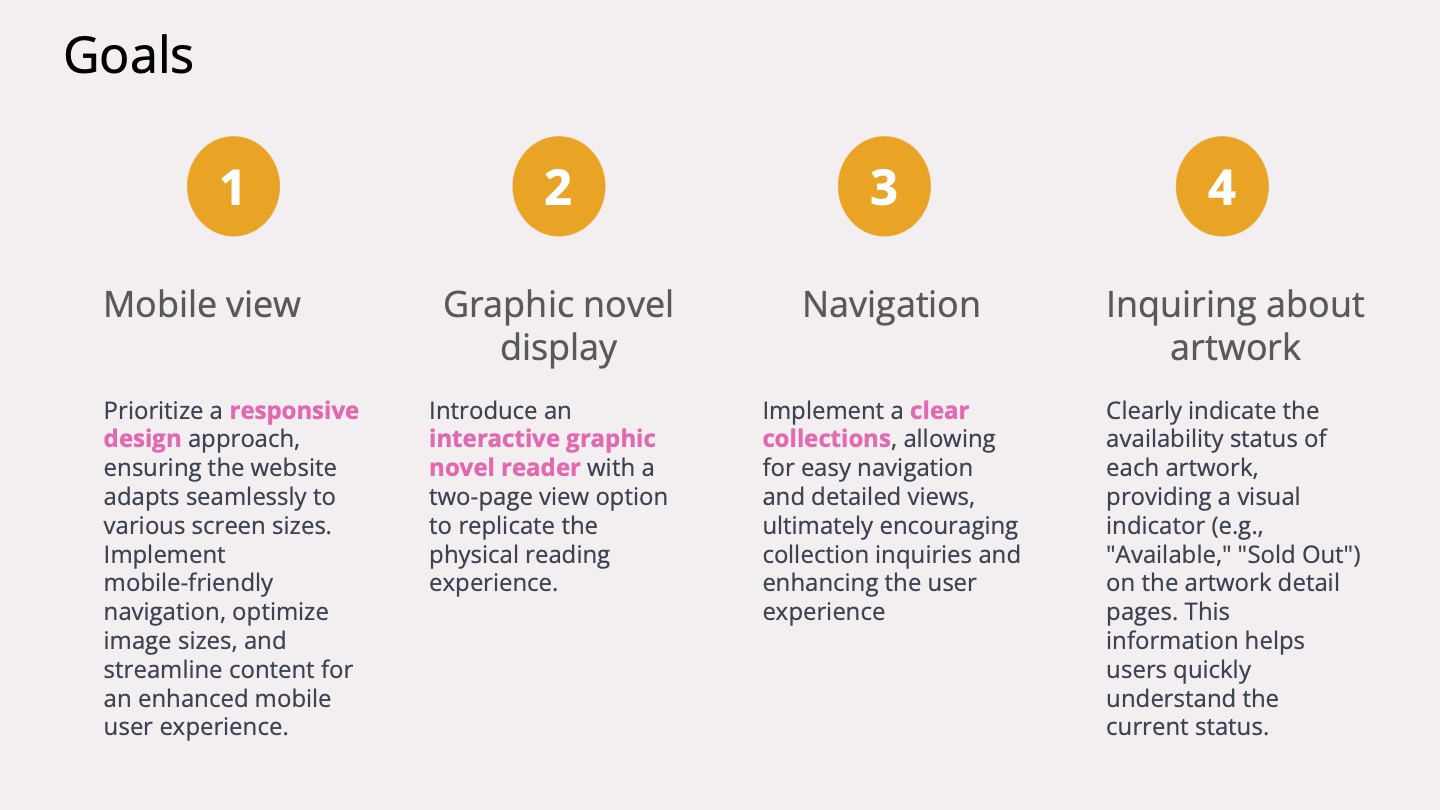 Goals
1
Mobile view
Prioritize a responsive
design approach,
ensuring the website
adapts seamlessly to
various screen sizes.
Implement
mobile-friendly
navigation, optimize
image sizes, and
streamline content for
an enhanced mobile
user experience.
2
Graphic novel
display
Introduce an
interactive graphic
novel reader with a
two-page view option
to replicate the
physical reading
experience.
3
Navigation
Implement a clear
collections, allowing
for easy navigation
and detailed views,
ultimately encouraging
collection inquiries and
enhancing the user
experience
4
Inquiring about
artwork
Clearly indicate the
availability status of
each artwork,
providing a visual
indicator (e.g.,
"Available," "Sold Out")
on the artwork detail
pages. This
information helps
users quickly
understand the
current status.